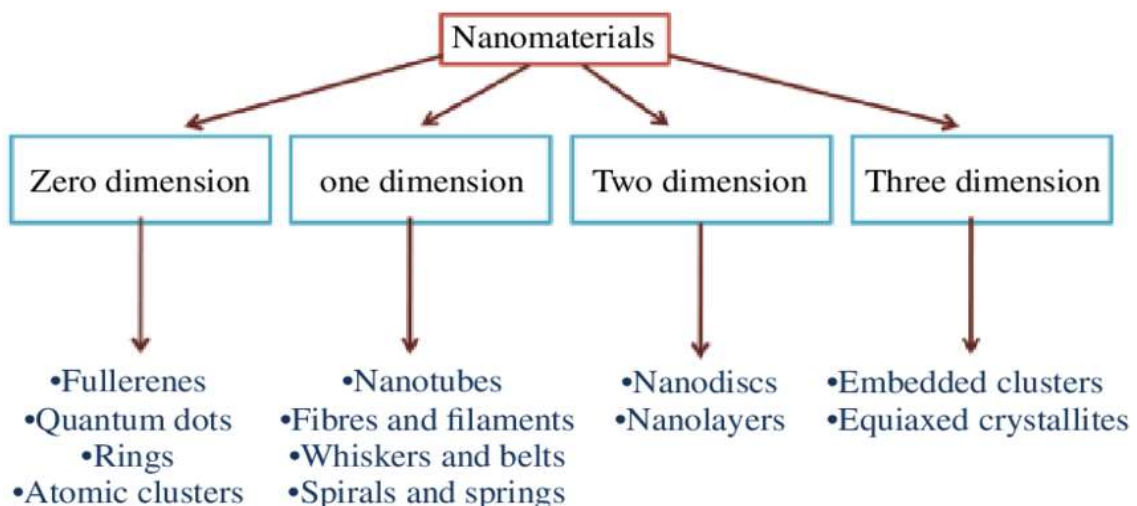 Nanomaterials
Zero dimension
one dimension
Two dimension
Three dimension
•Fullerenes
•Quantum dots
•Rings
•Atomic clusters
•Nanotubes
•Fibres and filaments
•Whiskers and belts
•Spirals and springs
•Nanodiscs
•Nanolayers
•Embedded clusters
•Equiaxed crystallites